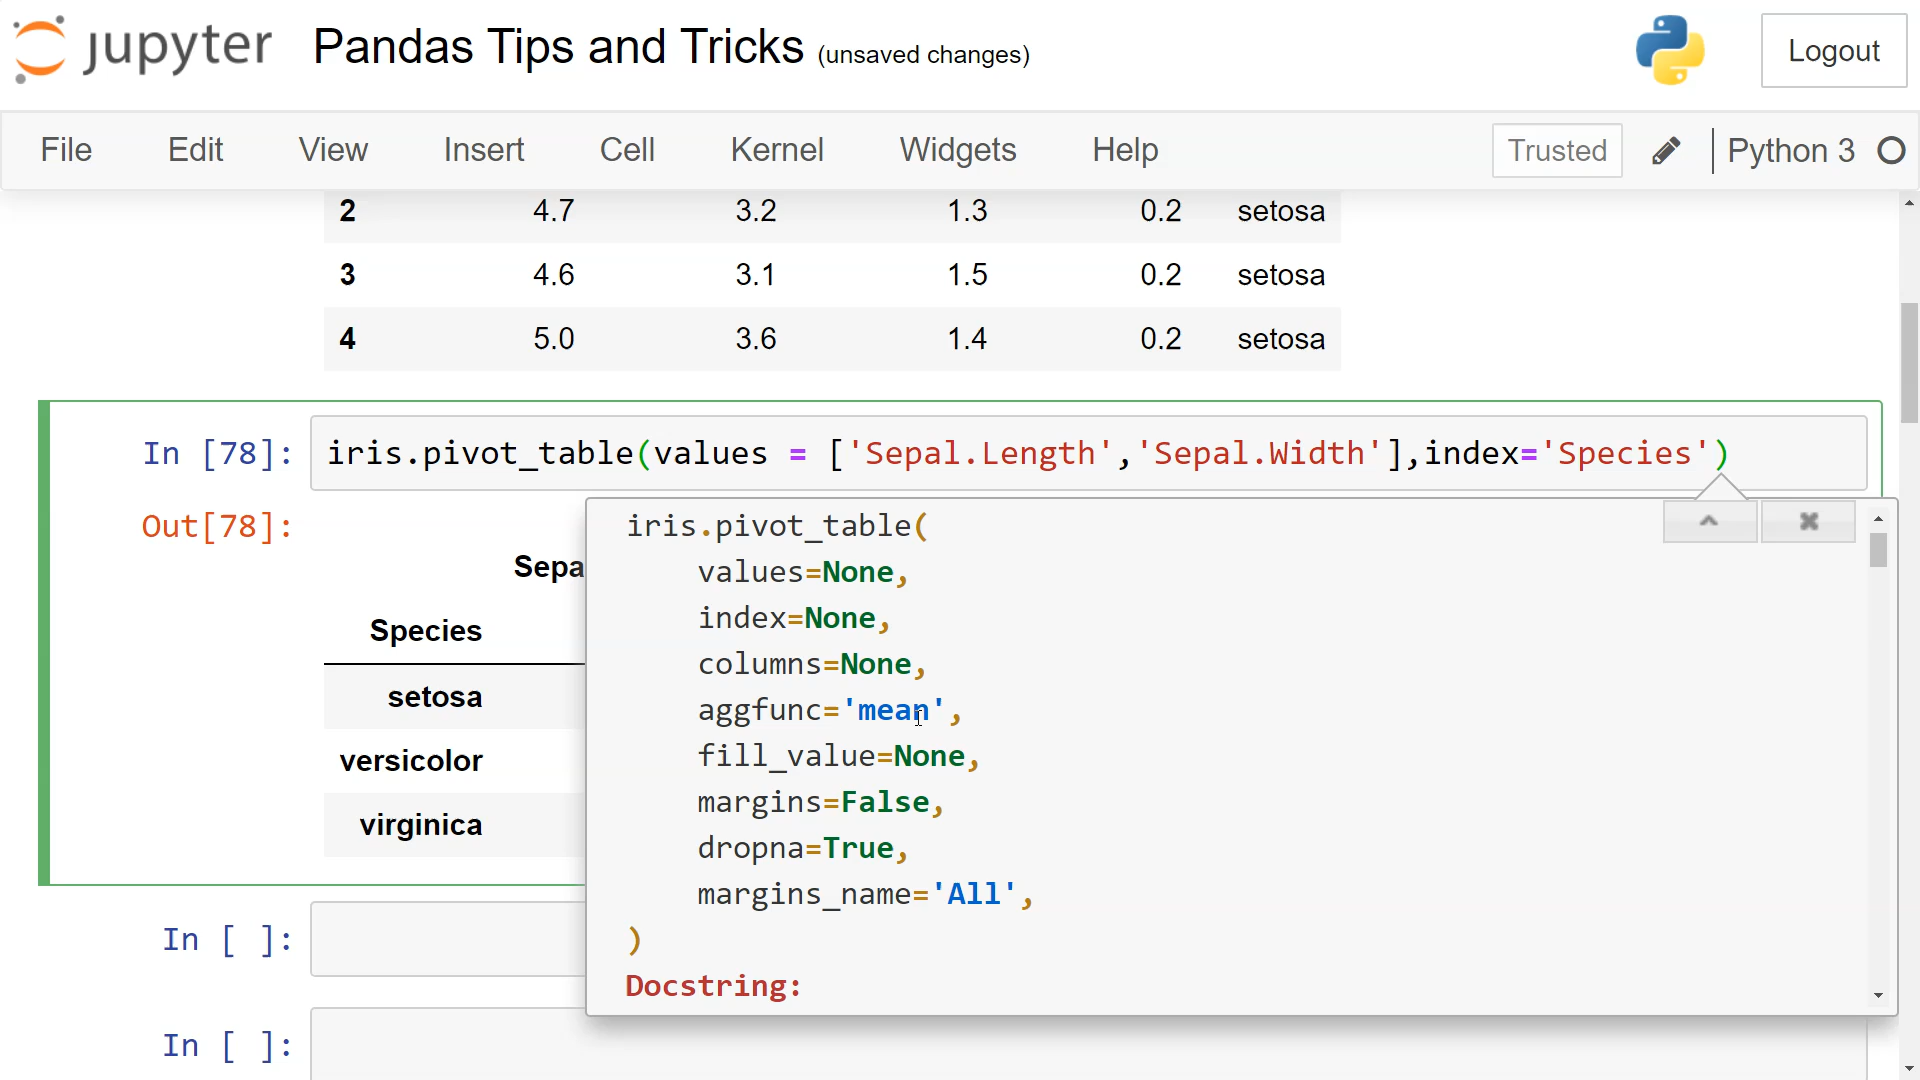 jupyter Pandas Tips and Tricks (unsaved changes) Logout
File Edit View Insert Cell Kernel Widgets Help Trusted Python 3
2 4.7 3.2 1.3 0.2 setosa
3 4.6 3.1 1.5 0.2 setosa
4 5.0 3.6 1.4 0.2 setosa
In [78]: iris.pivot_table(values = ['Sepal.Length','Sepal.Width'],index='Species')
Out[78]:
Sepa
Species
setosa
versicolor
virginica
iris.pivot_table(
values=None,
index=None,
columns=None,
aggfunc='mean',
fill_value=None,
margins=False,
dropna=True,
margins_name='All',
)
Docstring:
In [ ]:
In [ ]: